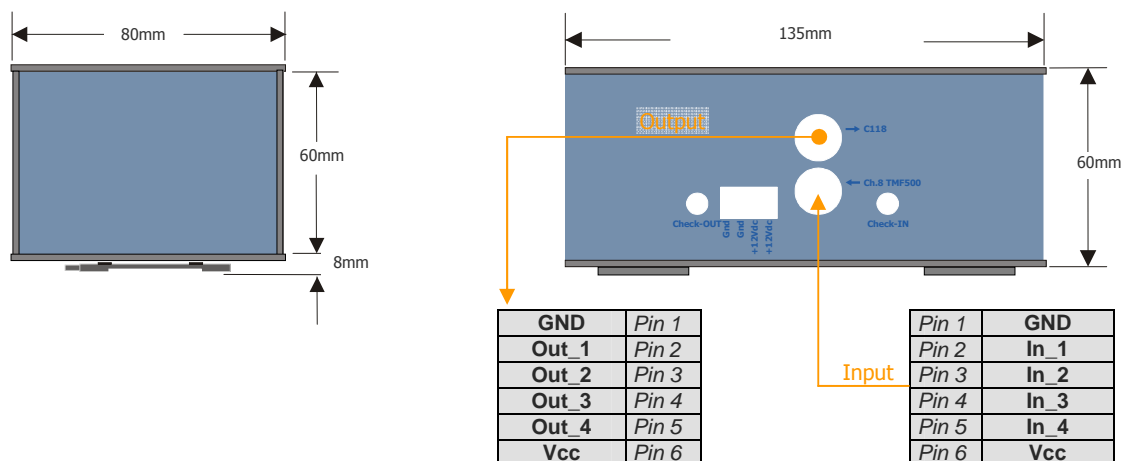 80mm
60mm
8mm
135mm
60mm
Output
C118
Ch.8 TMF500
Check-OUT
Gnd
Gnd
+12Vdc
+12Vdc
Check-IN
Input
GND Pin 1
Out_1 Pin 2
Out_2 Pin 3
Out_3 Pin 4
Out_4 Pin 5
Vcc Pin 6
Pin 1 GND
Pin 2 In_1
Pin 3 In_2
Pin 4 In_3
Pin 5 In_4
Pin 6 Vcc